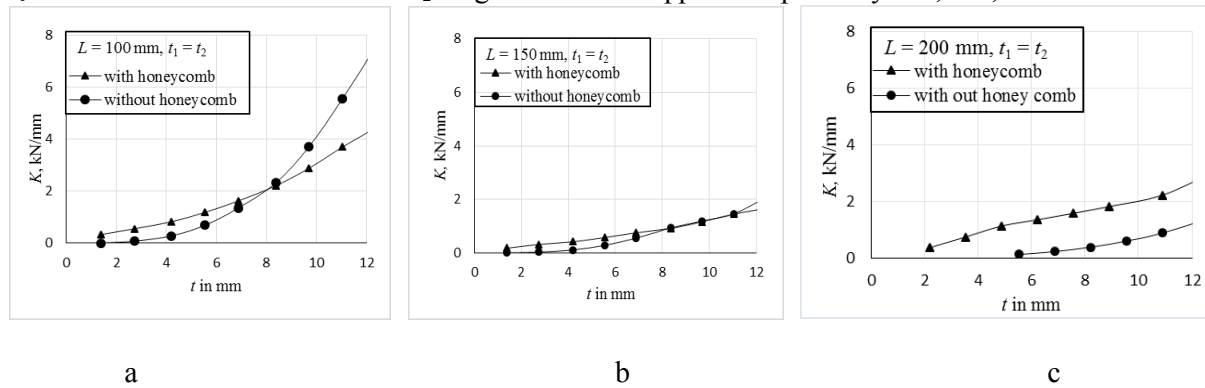 L = 100 mm, t₁ = t₂
with honeycomb
without honeycomb
K, kN/mm
8
6
4
2
0
0 2 4 6 8 10 12
t in mm
a
L = 150 mm, t₁ = t₂
with honeycomb
without honeycomb
K, kN/mm
8
6
4
2
0
0 2 4 6 8 10 12
t in mm
b
L = 200 mm, t₁ = t₂
with honeycomb
with out honey comb
K, kN/mm
8
6
4
2
0
0 2 4 6 8 10 12
t in mm
c